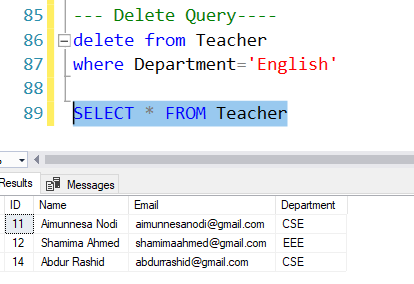 85 --- Delete Query----
86 delete from Teacher
87 where Department='English'
88
89 SELECT * FROM Teacher
Results Messages
ID Name Email Department
11 Aimunnesa Nodi aimunnesanodi@gmail.com CSE
12 Shamima Ahmed shamimaahmed@gmail.com EEE
14 Abdur Rashid abdurrashid@gmail.com CSE